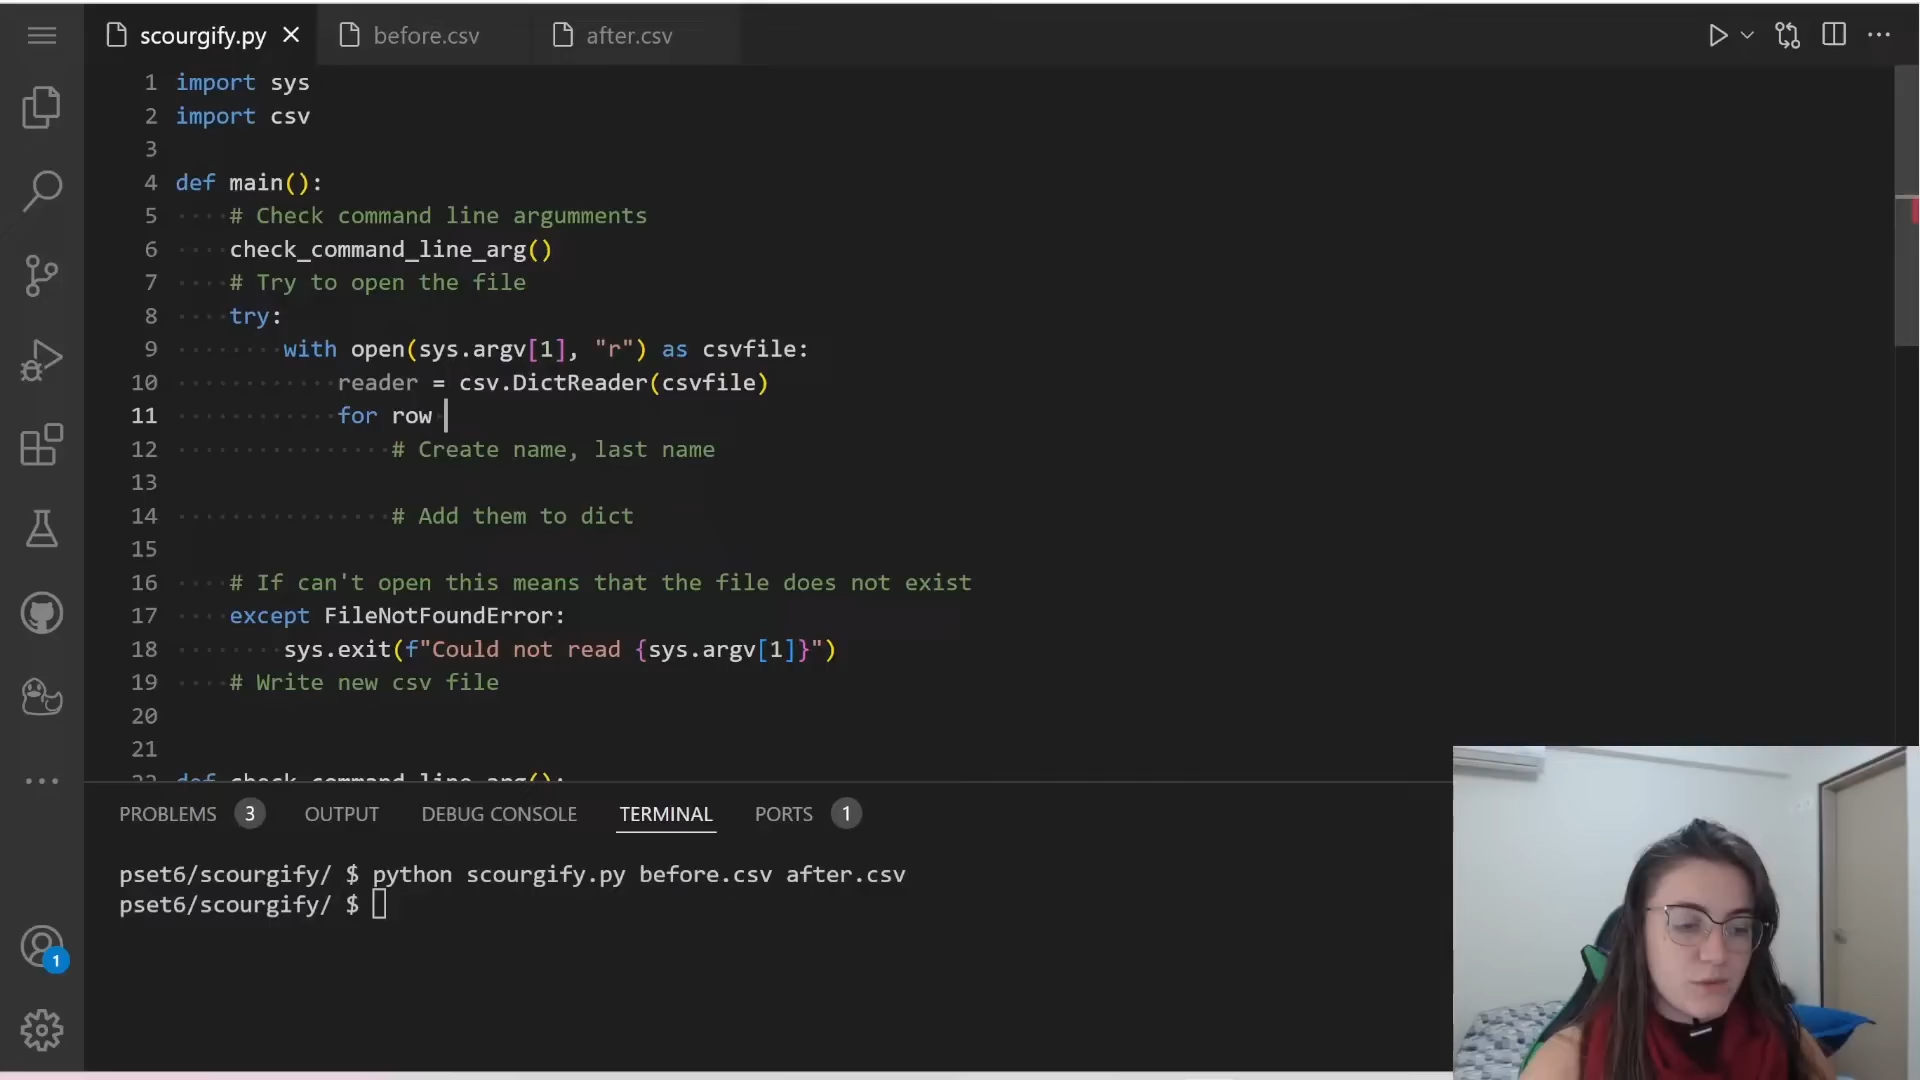 scourgify.py
before.csv
after.csv
1 import sys
2 import csv
3
4 def main():
5 # Check command line argumments
6 check_command_line_arg()
7 # Try to open the file
8 try:
9 with open(sys.argv[1], "r") as csvfile:
10 reader = csv.DictReader(csvfile)
11 for row
12 # Create name, last name
13
14 # Add them to dict
15
16 # If can't open this means that the file does not exist
17 except FileNotFoundError:
18 sys.exit(f"Could not read {sys.argv[1]}")
19 # Write new csv file
20
21
22 def check_command_line_arg():
PROBLEMS 3 OUTPUT DEBUG CONSOLE TERMINAL PORTS 1
pset6/scourgify/ $ python scourgify.py before.csv after.csv
pset6/scourgify/ $
1